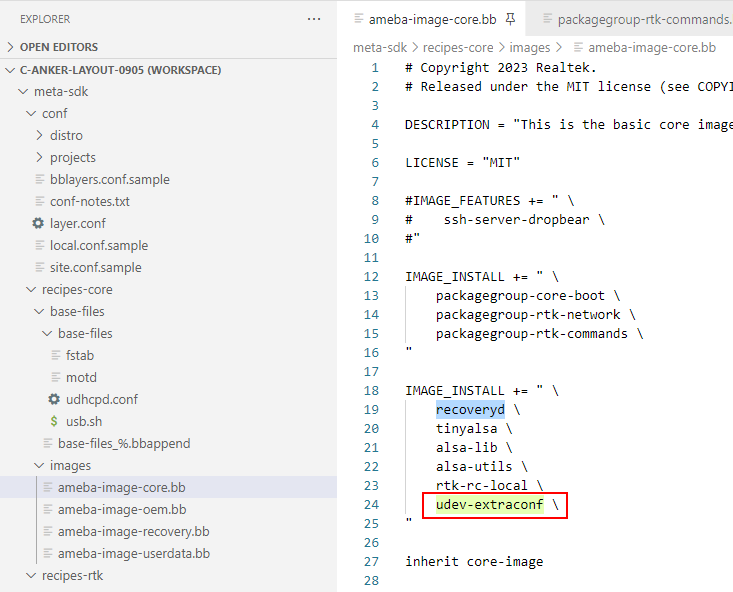 EXPLORER
OPEN EDITORS
C-ANKER-LAYOUT-0905 (WORKSPACE)
meta-sdk
conf
distro
projects
bblayers.conf.sample
conf-notes.txt
layer.conf
local.conf.sample
site.conf.sample
recipes-core
base-files
base-files
fstab
motd
udhcpd.conf
usb.sh
base-files_%.bbappend
images
ameba-image-core.bb
ameba-image-oem.bb
ameba-image-recovery.bb
ameba-image-userdata.bb
recipes-rtk
ameba-image-core.bb
packagegroup-rtk-commands.
meta-sdk > recipes-core > images > ameba-image-core.bb
1 # Copyright 2023 Realtek.
2 # Released under the MIT license (see COPYI
3
4 DESCRIPTION = "This is the basic core image
5
6 LICENSE = "MIT"
7
8 #IMAGE_FEATURES += " \
9 #    ssh-server-dropbear \
10 #"
11
12 IMAGE_INSTALL += " \
13     packagegroup-core-boot \
14     packagegroup-rtk-network \
15     packagegroup-rtk-commands \
16 "
17
18 IMAGE_INSTALL += " \
19     recoveryd \
20     tinyalsa \
21     alsa-lib \
22     alsa-utils \
23     rtk-rc-local \
24     udev-extraconf \
25 "
26
27 inherit core-image
28